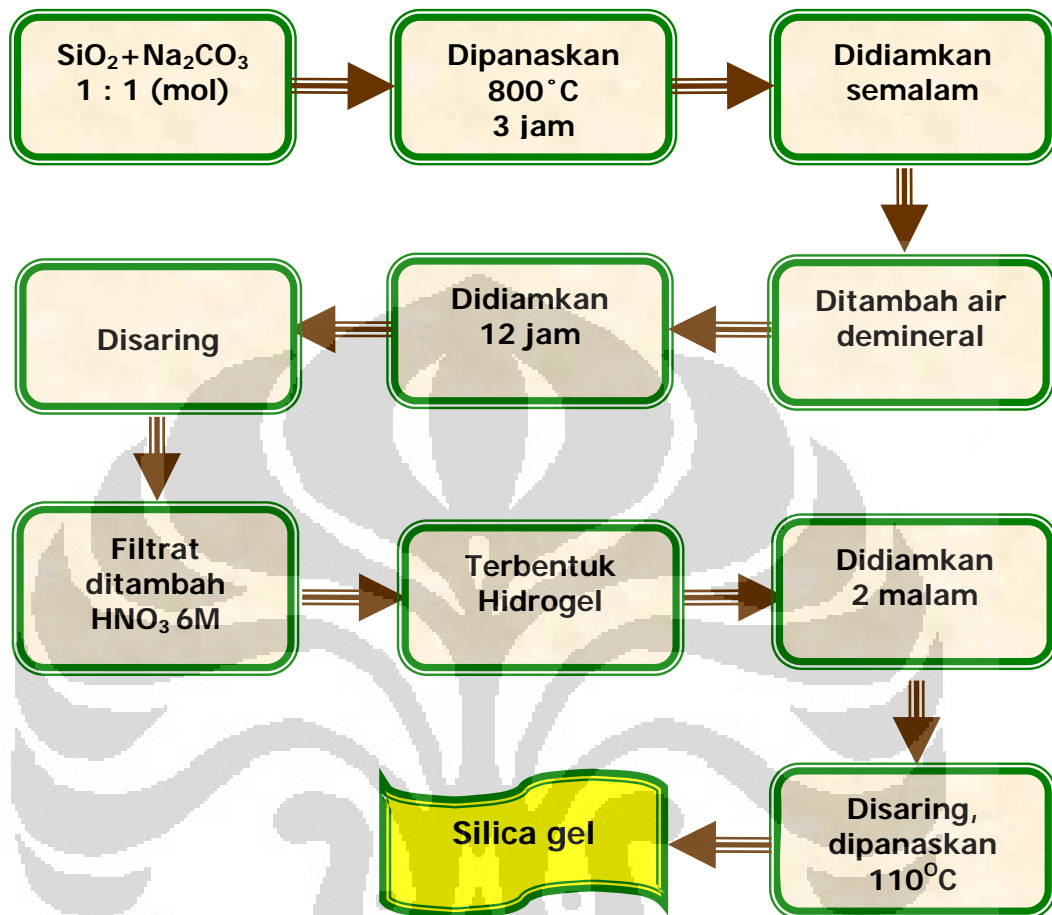 SiO₂+Na₂CO₃
1 : 1 (mol)
Dipanaskan
800˚C
3 jam
Didiamkan
semalam
Ditambah air
demineral
Didiamkan
12 jam
Disaring
Filtrat
ditambah
HNO₃ 6M
Terbentuk
Hidrogel
Didiamkan
2 malam
Disaring,
dipanaskan
110⁰C
Silica gel